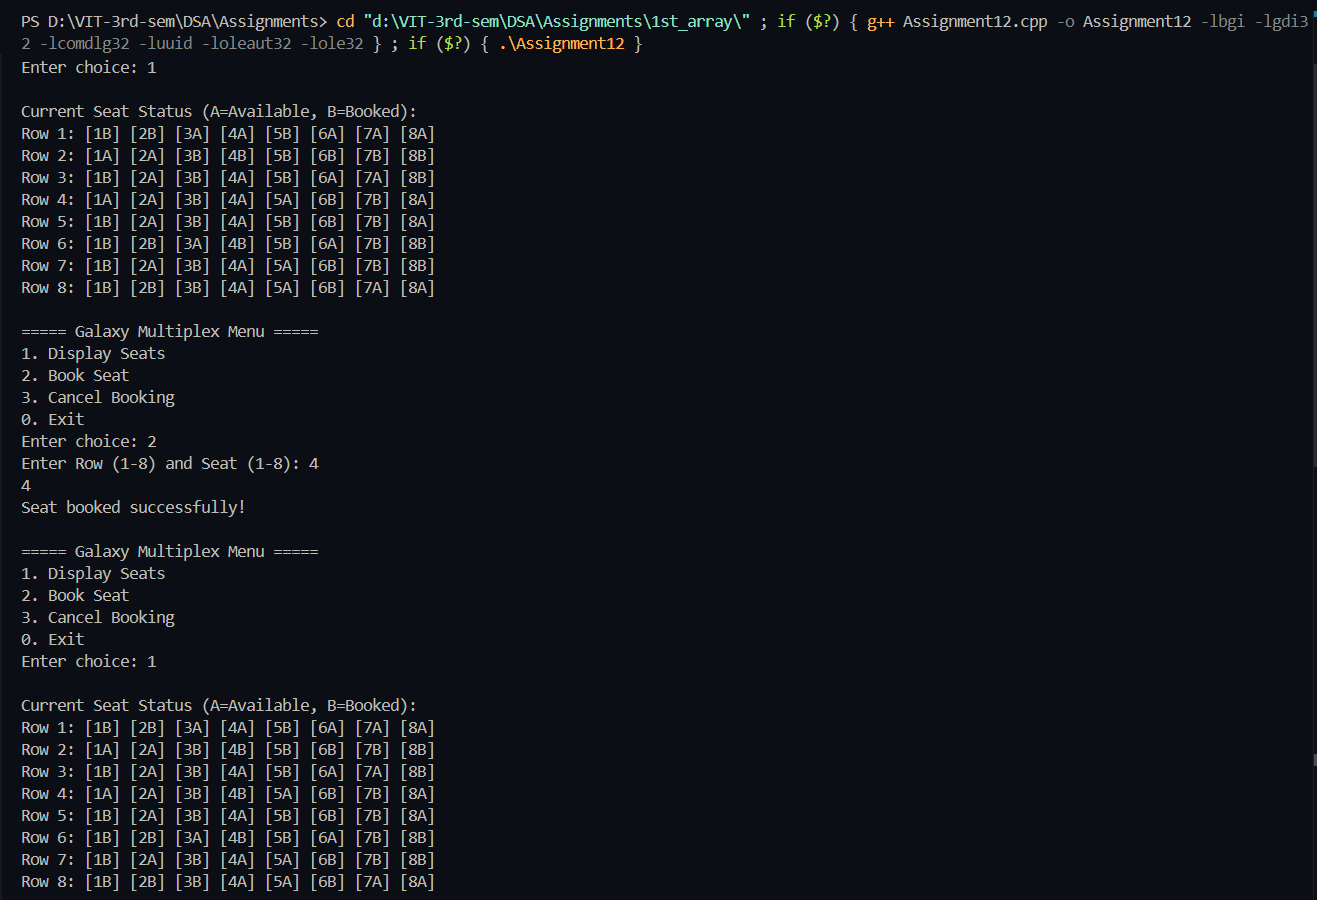 PS D:\VIT-3rd-sem\DSA\Assignments> cd "d:\VIT-3rd-sem\DSA\Assignments\1st_array\" ; if ($?) { g++ Assignment12.cpp -o Assignment12 -lbgi -lgdi3
2 -lcomdlg32 -luuid -loleaut32 -lole32 } ; if ($?) { .\Assignment12 }
Enter choice: 1
Current Seat Status (A=Available, B=Booked):
Row 1: [1B] [2B] [3A] [4A] [5B] [6A] [7A] [8A]
Row 2: [1A] [2A] [3B] [4B] [5B] [6B] [7B] [8B]
Row 3: [1B] [2A] [3B] [4A] [5B] [6A] [7A] [8B]
Row 4: [1A] [2A] [3B] [4A] [5A] [6B] [7B] [8A]
Row 5: [1B] [2A] [3B] [4A] [5B] [6B] [7B] [8A]
Row 6: [1B] [2B] [3A] [4B] [5B] [6A] [7B] [8B]
Row 7: [1B] [2A] [3B] [4A] [5A] [6B] [7B] [8B]
Row 8: [1B] [2B] [3B] [4A] [5A] [6B] [7A] [8A]
===== Galaxy Multiplex Menu =====
1. Display Seats
2. Book Seat
3. Cancel Booking
0. Exit
Enter choice: 2
Enter Row (1-8) and Seat (1-8): 4
4
Seat booked successfully!
===== Galaxy Multiplex Menu =====
1. Display Seats
2. Book Seat
3. Cancel Booking
0. Exit
Enter choice: 1
Current Seat Status (A=Available, B=Booked):
Row 1: [1B] [2B] [3A] [4A] [5B] [6A] [7A] [8A]
Row 2: [1A] [2A] [3B] [4B] [5B] [6B] [7B] [8B]
Row 3: [1B] [2A] [3B] [4A] [5B] [6A] [7A] [8B]
Row 4: [1A] [2A] [3B] [4B] [5A] [6B] [7B] [8A]
Row 5: [1B] [2A] [3B] [4A] [5B] [6B] [7B] [8A]
Row 6: [1B] [2B] [3A] [4B] [5B] [6A] [7B] [8B]
Row 7: [1B] [2A] [3B] [4A] [5A] [6B] [7B] [8B]
Row 8: [1B] [2B] [3B] [4A] [5A] [6B] [7A] [8A]